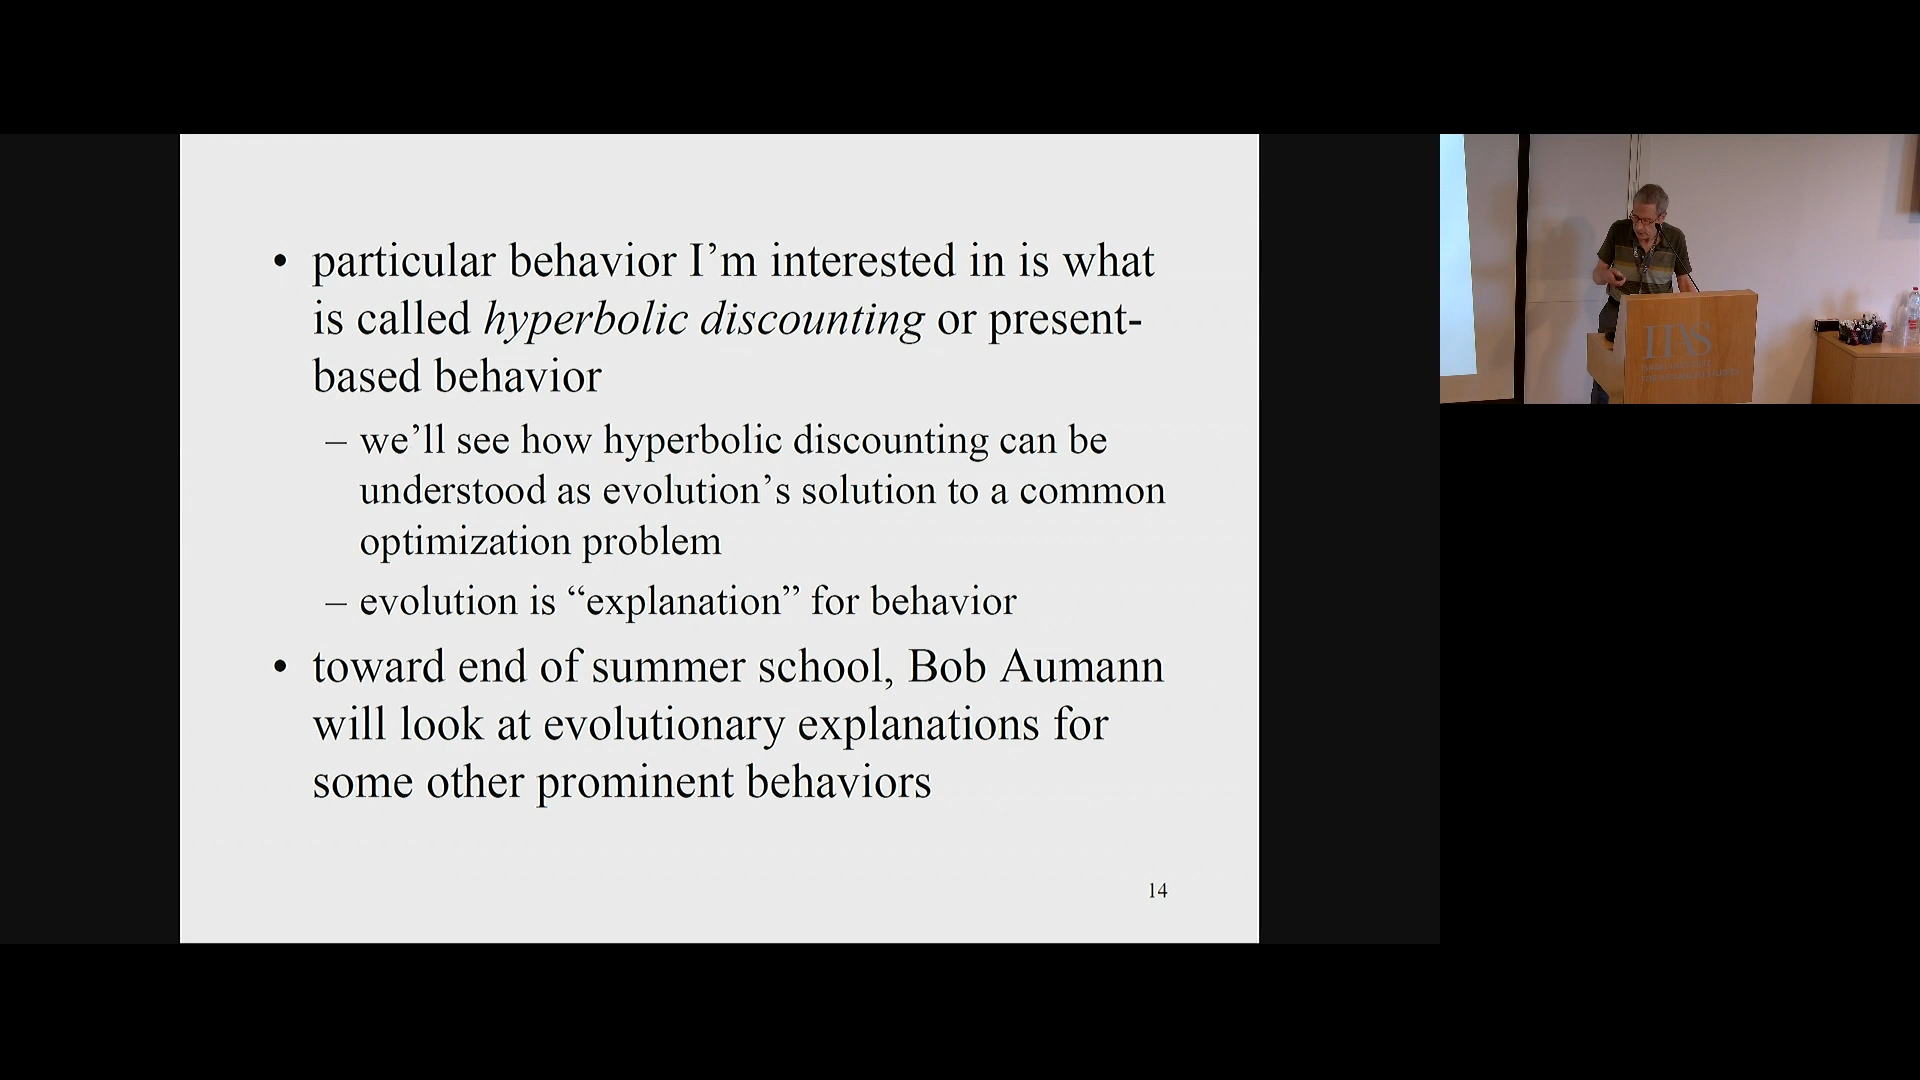 • particular behavior I’m interested in is what
is called hyperbolic discounting or present-
based behavior
– we’ll see how hyperbolic discounting can be
understood as evolution’s solution to a common
optimization problem
– evolution is “explanation” for behavior
• toward end of summer school, Bob Aumann
will look at evolutionary explanations for
some other prominent behaviors
14
IIAS